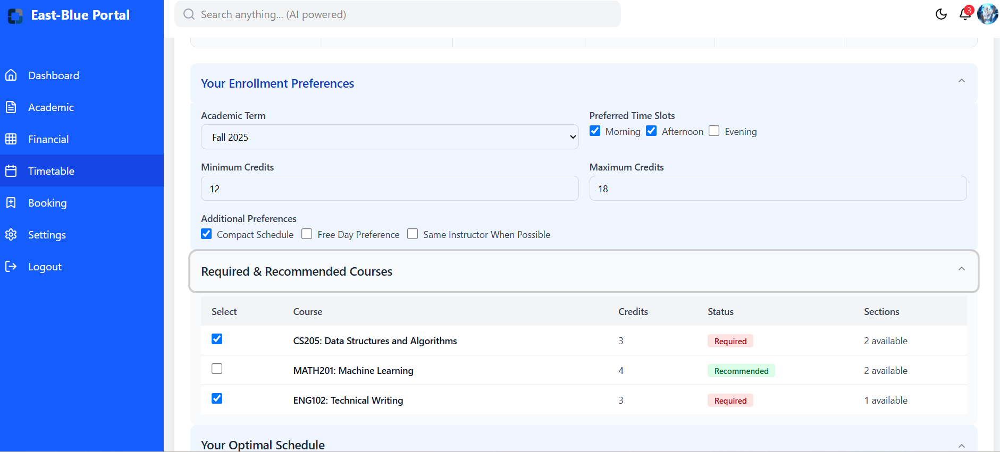 East-Blue Portal
Search anything... (AI powered)
3
Dashboard
Academic
Financial
Timetable
Booking
Settings
Logout
Your Enrollment Preferences
Academic Term
Fall 2025
Preferred Time Slots
Morning Afternoon Evening
Minimum Credits
12
Maximum Credits
18
Additional Preferences
Compact Schedule Free Day Preference Same Instructor When Possible
Required & Recommended Courses
Select Course Credits Status Sections
CS205: Data Structures and Algorithms 3 Required 2 available
MATH201: Machine Learning 4 Recommended 2 available
ENG102: Technical Writing 3 Required 1 available
Your Optimal Schedule